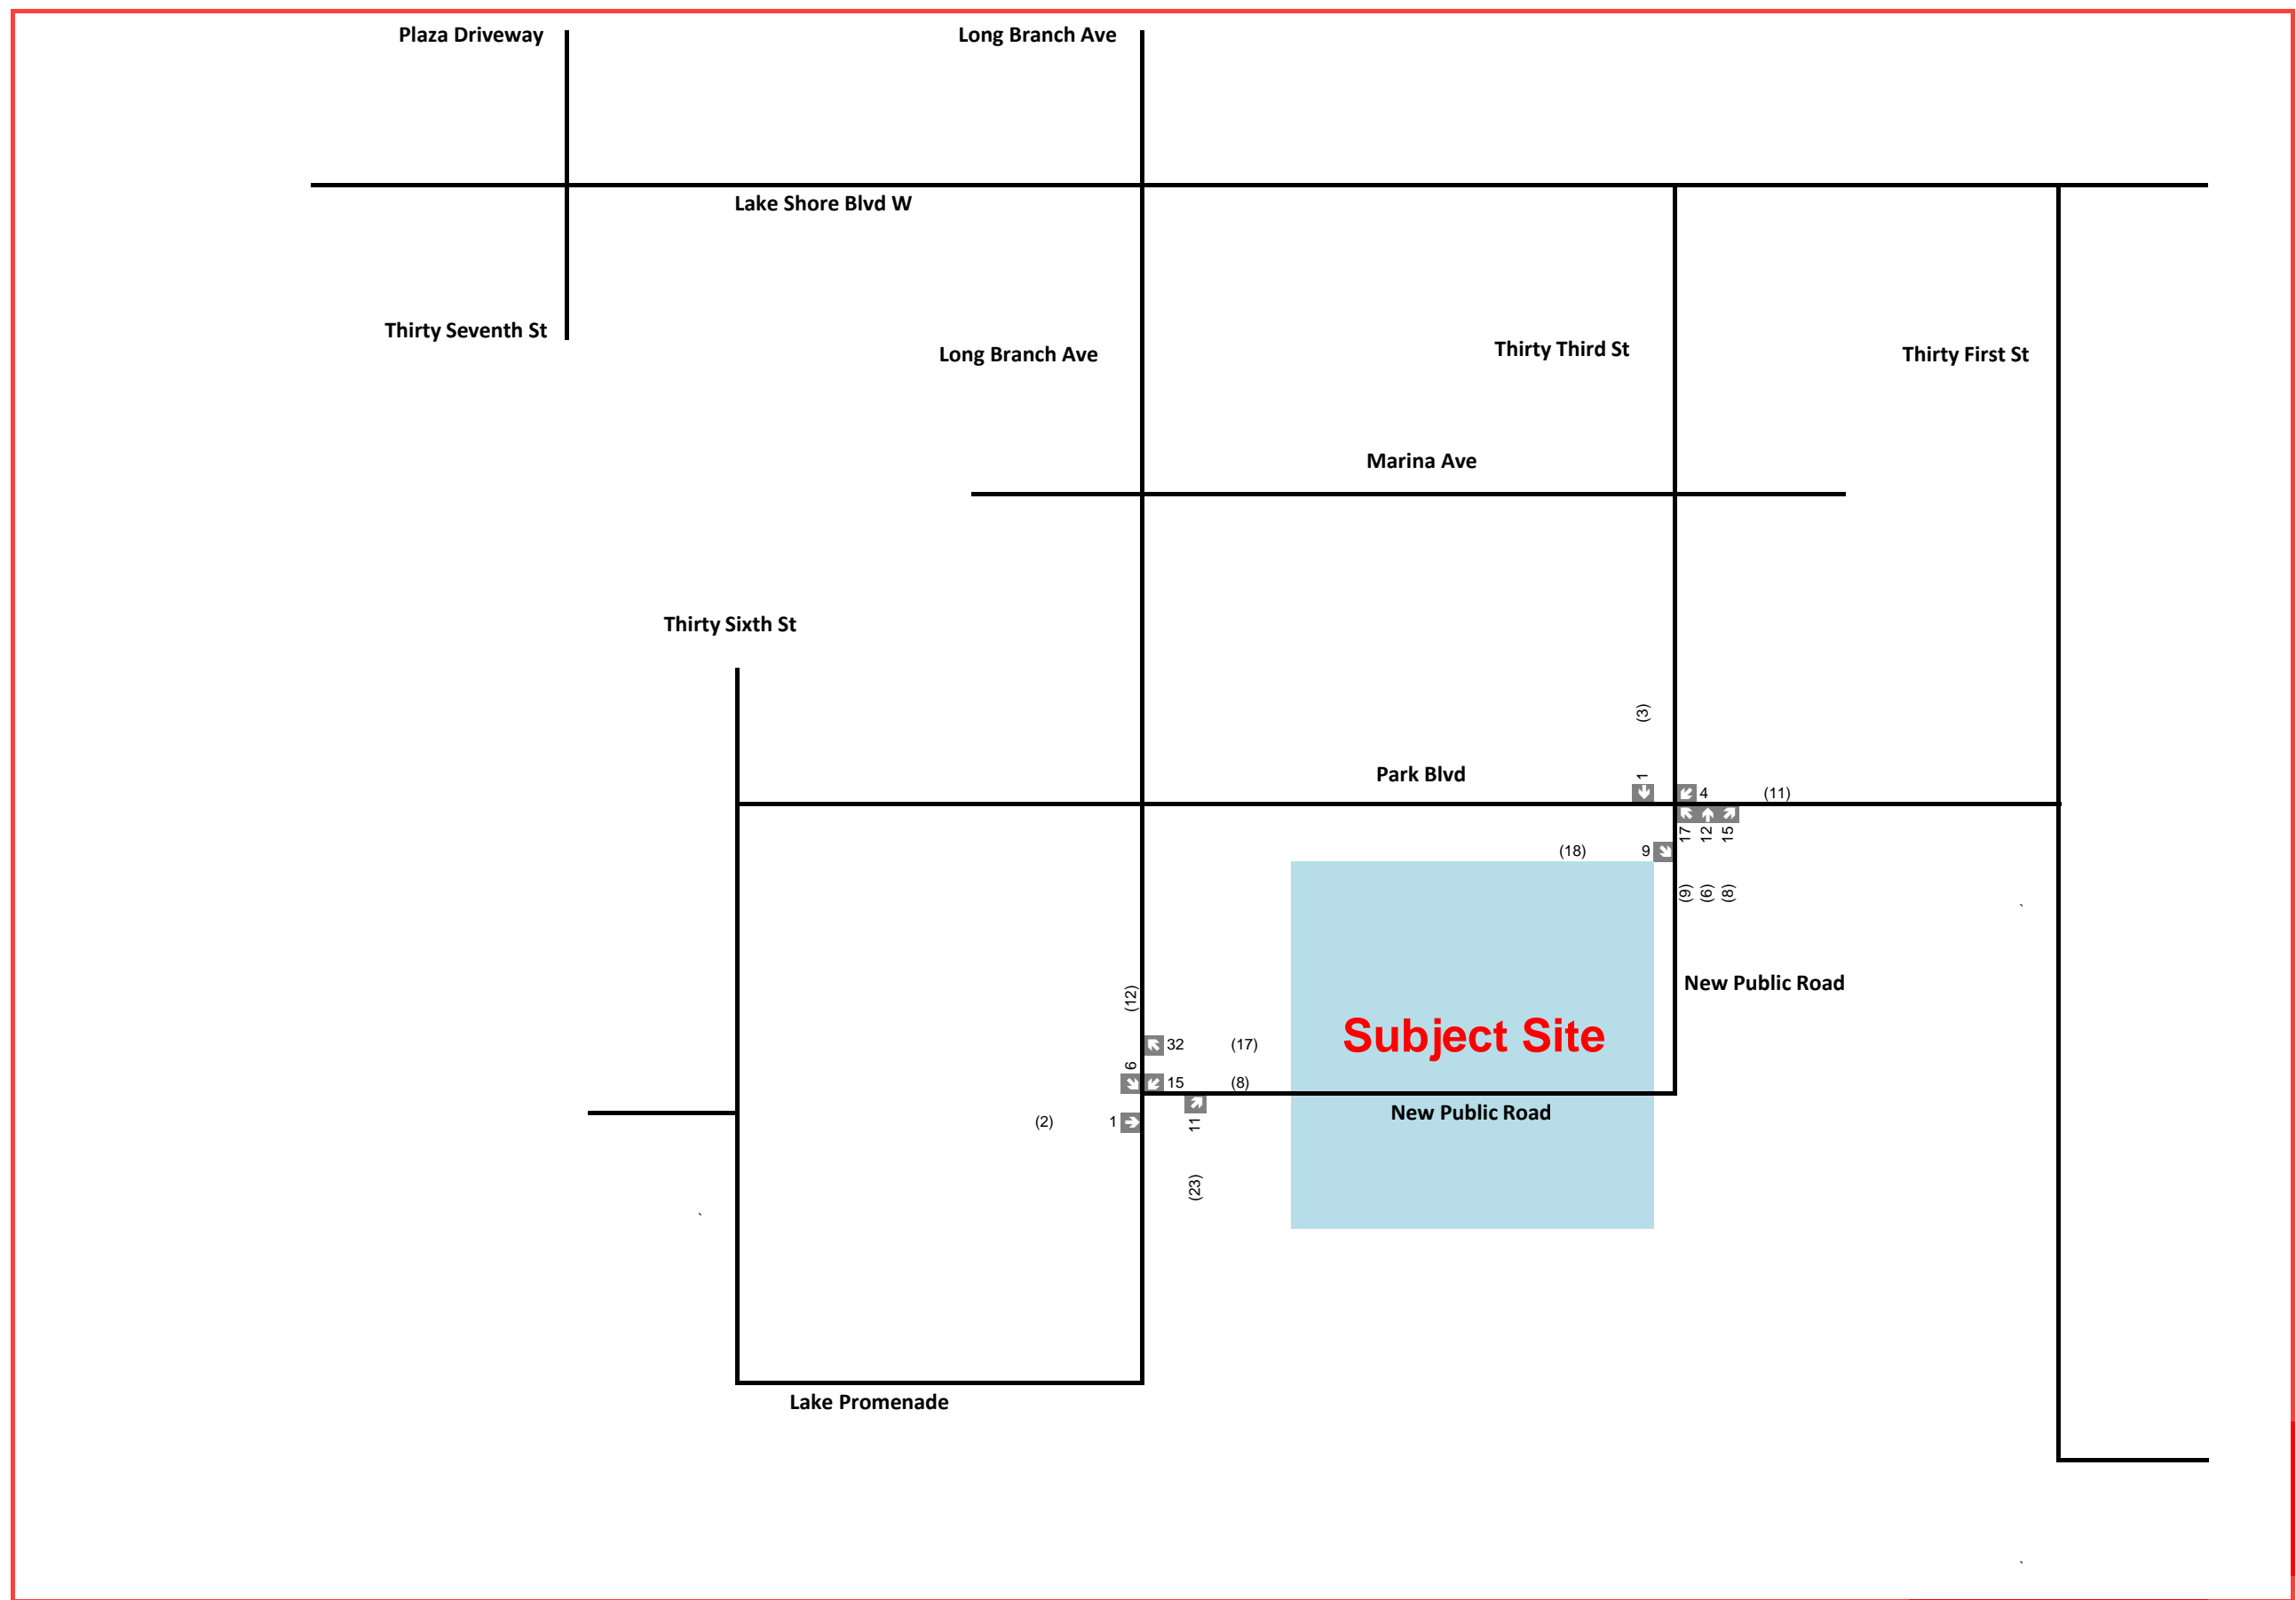 Plaza Driveway
Long Branch Ave
Lake Shore Blvd W
Thirty Seventh St
Long Branch Ave
Thirty Third St
Thirty First St
Marina Ave
Thirty Sixth St
(3)
Park Blvd
1
4 (11)
17 12 15
(18) 9
(9) (6) (8)
New Public Road
(12)
Subject Site
32 (17)
6
15 (8)
New Public Road
(2) 1
11
(23)
Lake Promenade